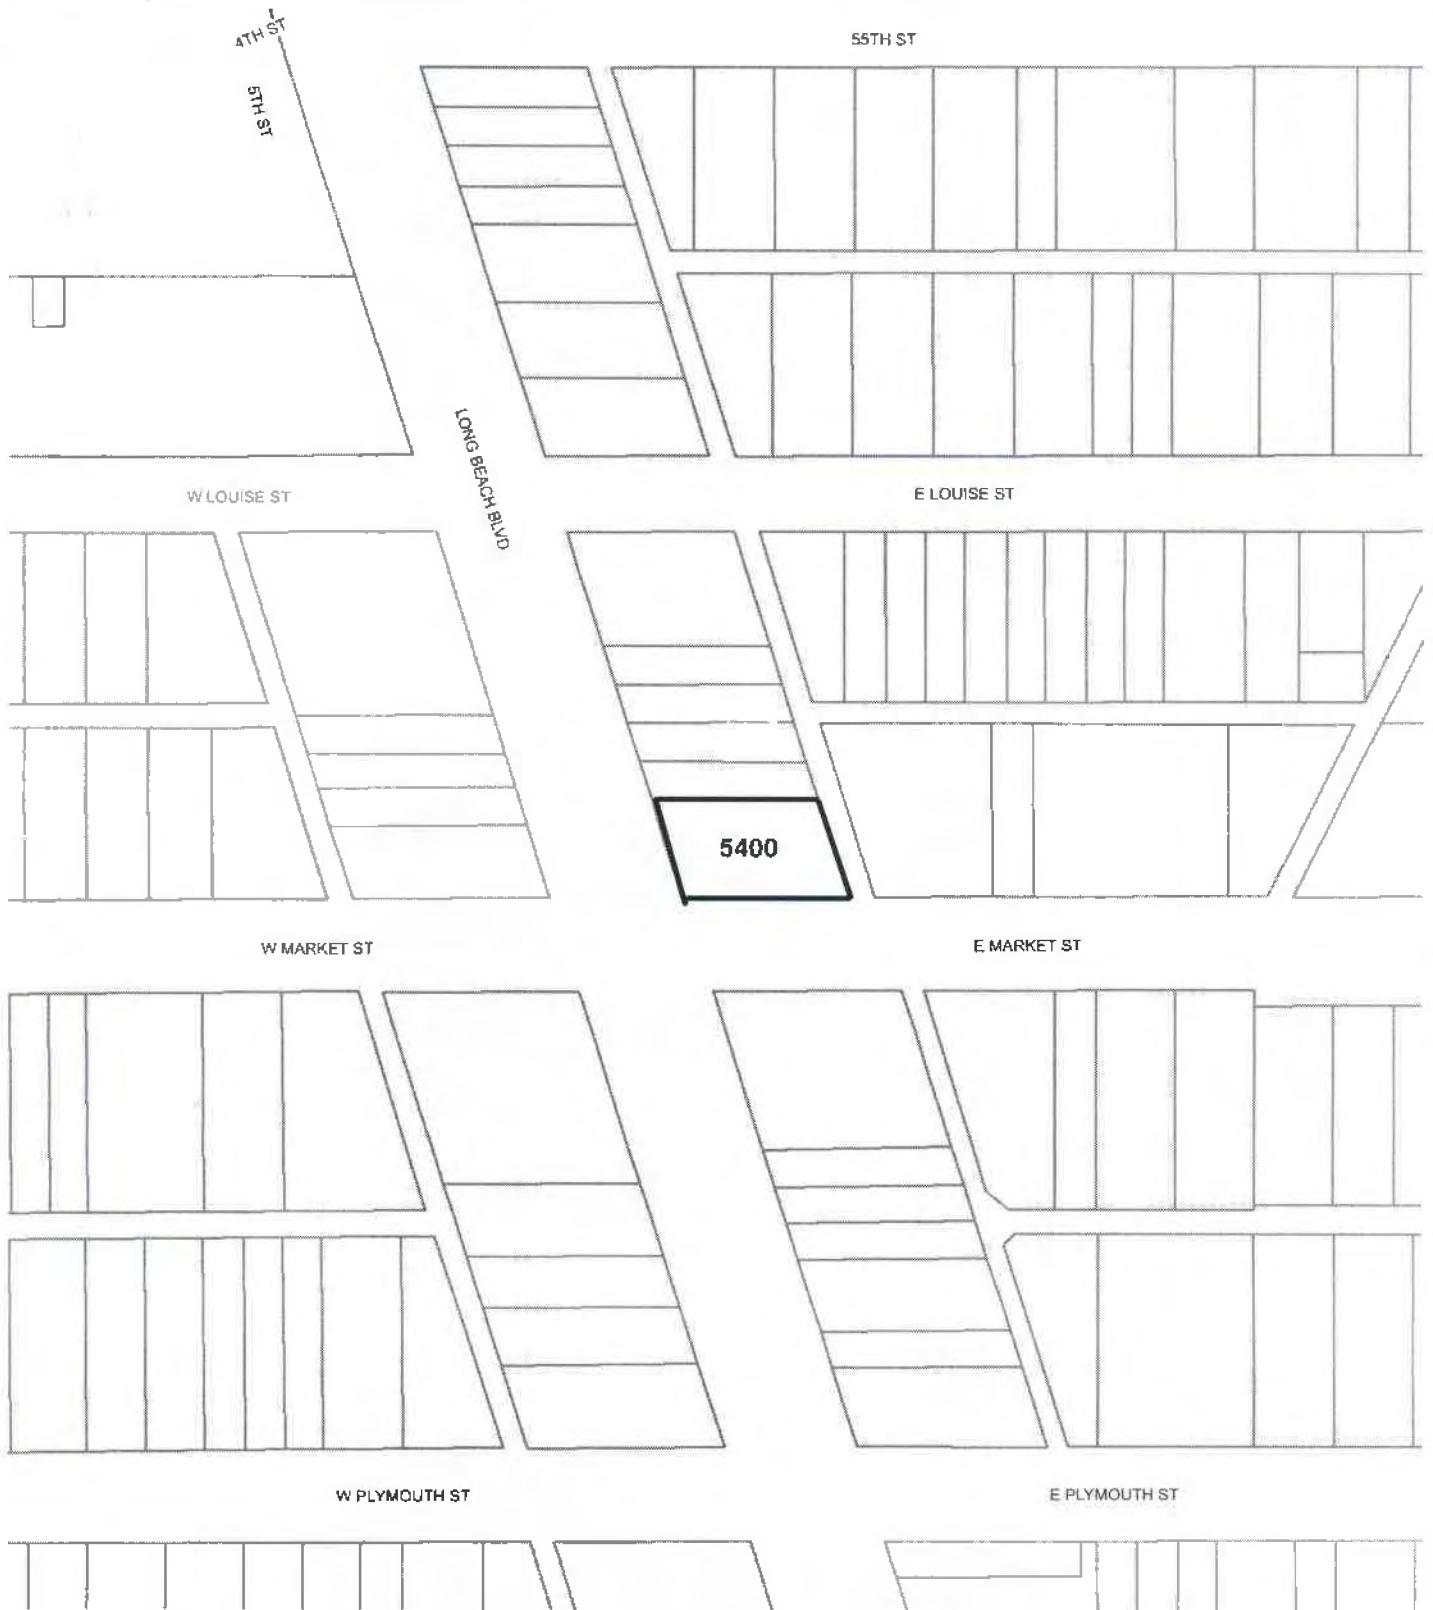 4TH ST
55TH ST
5TH ST
LONG BEACH BLVD
W LOUISE ST
E LOUISE ST
5400
W MARKET ST
E MARKET ST
W PLYMOUTH ST
E PLYMOUTH ST